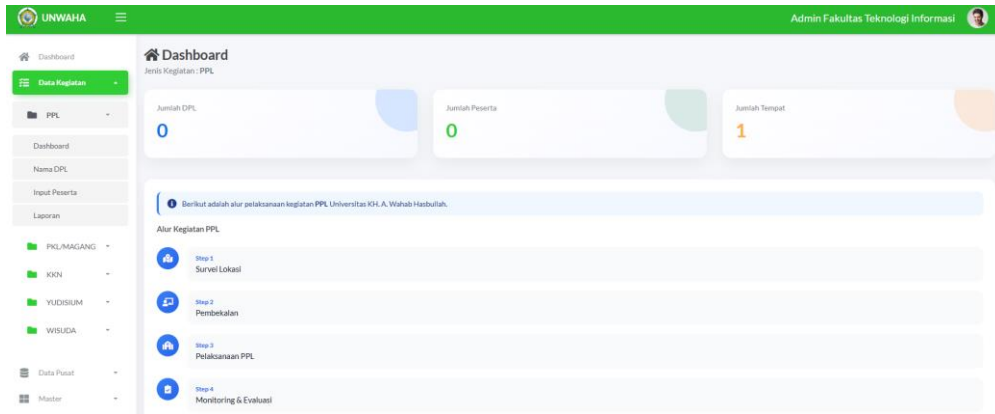 UNWAHA
Admin Fakultas Teknologi Informasi
Dashboard
Data Kegiatan
PPL
Dashboard
Nama DPL
Input Peserta
Laporan
PKL/MAGANG
KKN
YUDISIUM
WISUDA
Data Pusat
Master
Dashboard
Jenis Kegiatan : PPL
Jumlah DPL
0
Jumlah Peserta
0
Jumlah Tempat
1
Berikut adalah alur pelaksanaan kegiatan PPL Universitas KH. A. Wahab Hasbullah.
Alur Kegiatan PPL
Step 1
Survei Lokasi
Step 2
Pembekalan
Step 3
Pelaksanaan PPL
Step 4
Monitoring & Evaluasi